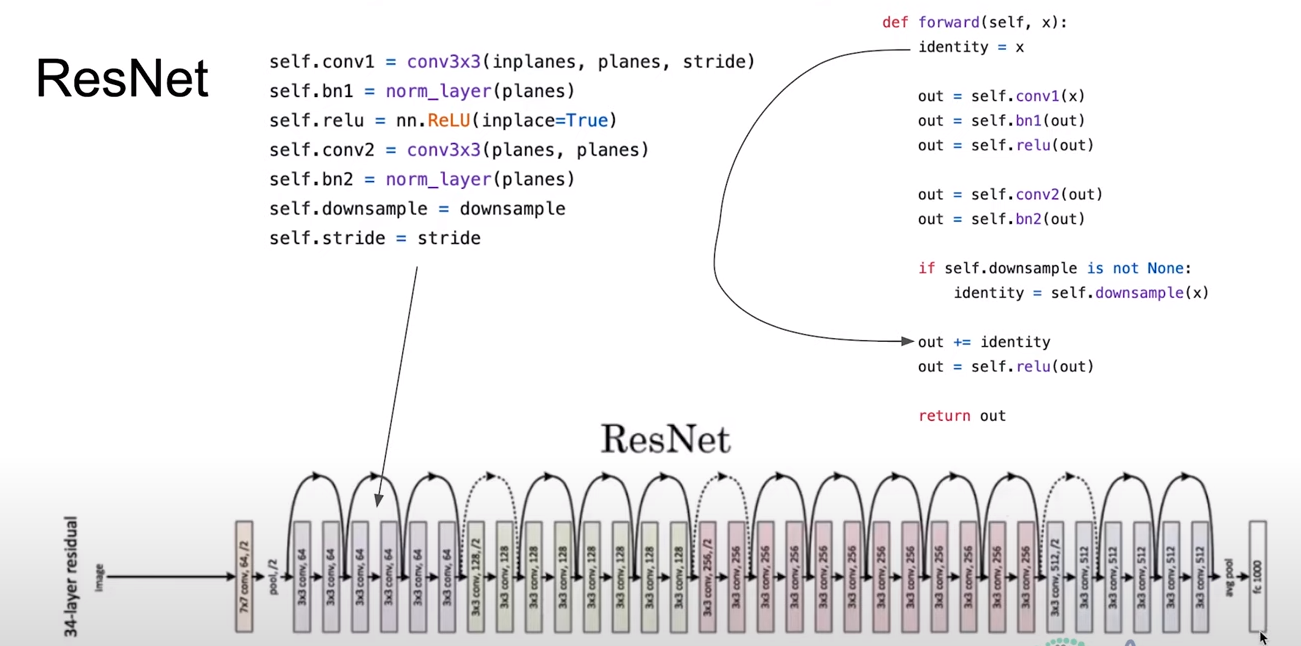 ResNet
self.conv1 = conv3x3(inplanes, planes, stride)
self.bn1 = norm_layer(planes)
self.relu = nn.ReLU(inplace=True)
self.conv2 = conv3x3(planes, planes)
self.bn2 = norm_layer(planes)
self.downsample = downsample
self.stride = stride
def forward(self, x):
identity = x
out = self.conv1(x)
out = self.bn1(out)
out = self.relu(out)
out = self.conv2(out)
out = self.bn2(out)
if self.downsample is not None:
identity = self.downsample(x)
out += identity
out = self.relu(out)
return out
ResNet
34-layer residual
image
7x7 conv, 64, /2
pool, /2
3x3 conv, 64
3x3 conv, 64
3x3 conv, 64
3x3 conv, 64
3x3 conv, 64
3x3 conv, 64
3x3 conv, 128, /2
3x3 conv, 128
3x3 conv, 128
3x3 conv, 128
3x3 conv, 128
3x3 conv, 128
3x3 conv, 128
3x3 conv, 128
3x3 conv, 256, /2
3x3 conv, 256
3x3 conv, 256
3x3 conv, 256
3x3 conv, 256
3x3 conv, 256
3x3 conv, 256
3x3 conv, 256
3x3 conv, 256
3x3 conv, 256
3x3 conv, 256
3x3 conv, 256
3x3 conv, 512, /2
3x3 conv, 512
3x3 conv, 512
3x3 conv, 512
3x3 conv, 512
3x3 conv, 512
avg pool
fc 1000